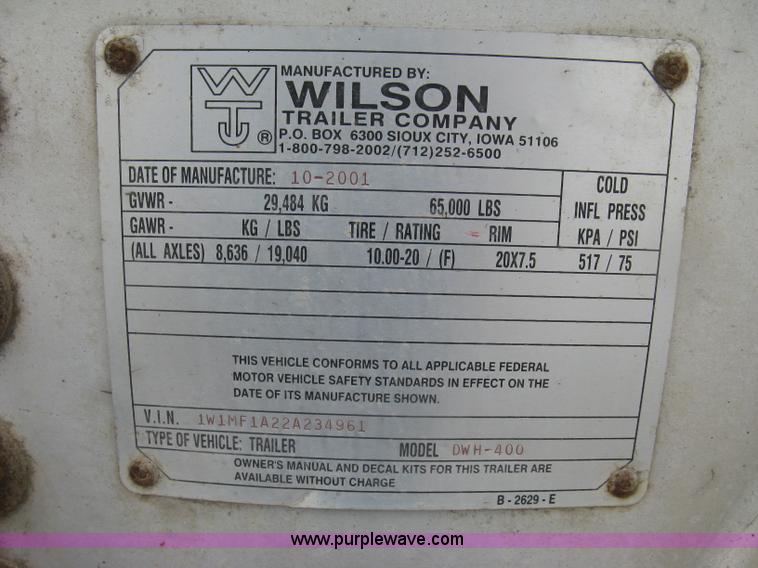 MANUFACTURED BY:
WTC ®
WILSON
TRAILER COMPANY
P.O. BOX 6300 SIOUX CITY, IOWA 51106
1-800-798-2002/(712)252-6500
DATE OF MANUFACTURE: 10-2001 COLD
GVWR - 29,484 KG 65,000 LBS INFL PRESS
GAWR - KG / LBS TIRE / RATING - RIM KPA / PSI
(ALL AXLES) 8,636 / 19,040 10.00-20 / (F) 20X7.5 517 / 75
THIS VEHICLE CONFORMS TO ALL APPLICABLE FEDERAL
MOTOR VEHICLE SAFETY STANDARDS IN EFFECT ON THE
DATE OF ITS MANUFACTURE SHOWN.
V.I.N. 1W1MF1A22A234961
TYPE OF VEHICLE: TRAILER MODEL DWH-400
OWNER'S MANUAL AND DECAL KITS FOR THIS TRAILER ARE
AVAILABLE WITHOUT CHARGE
B - 2629 - E
www.purplewave.com